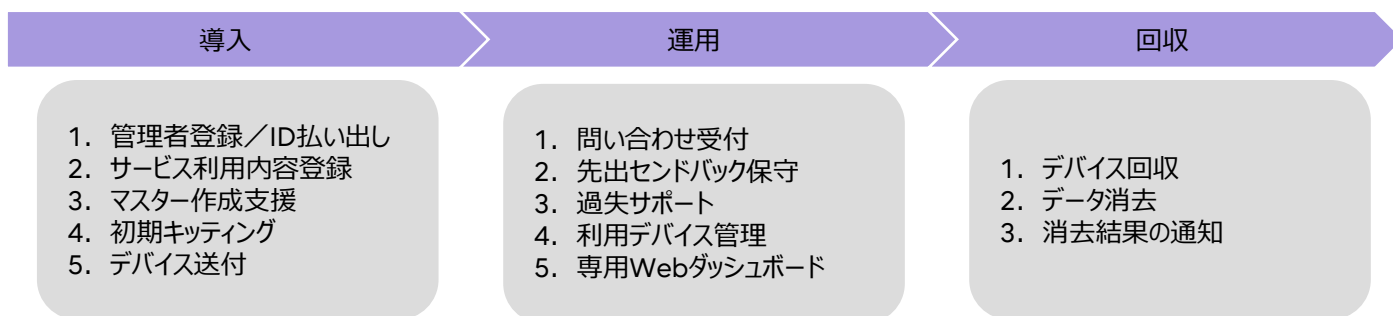 導入
運用
回収
1. 管理者登録／ID払い出し
2. サービス利用内容登録
3. マスター作成支援
4. 初期キッティング
5. デバイス送付
1. 問い合わせ受付
2. 先出センドバック保守
3. 過失サポート
4. 利用デバイス管理
5. 専用Webダッシュボード
1. デバイス回収
2. データ消去
3. 消去結果の通知